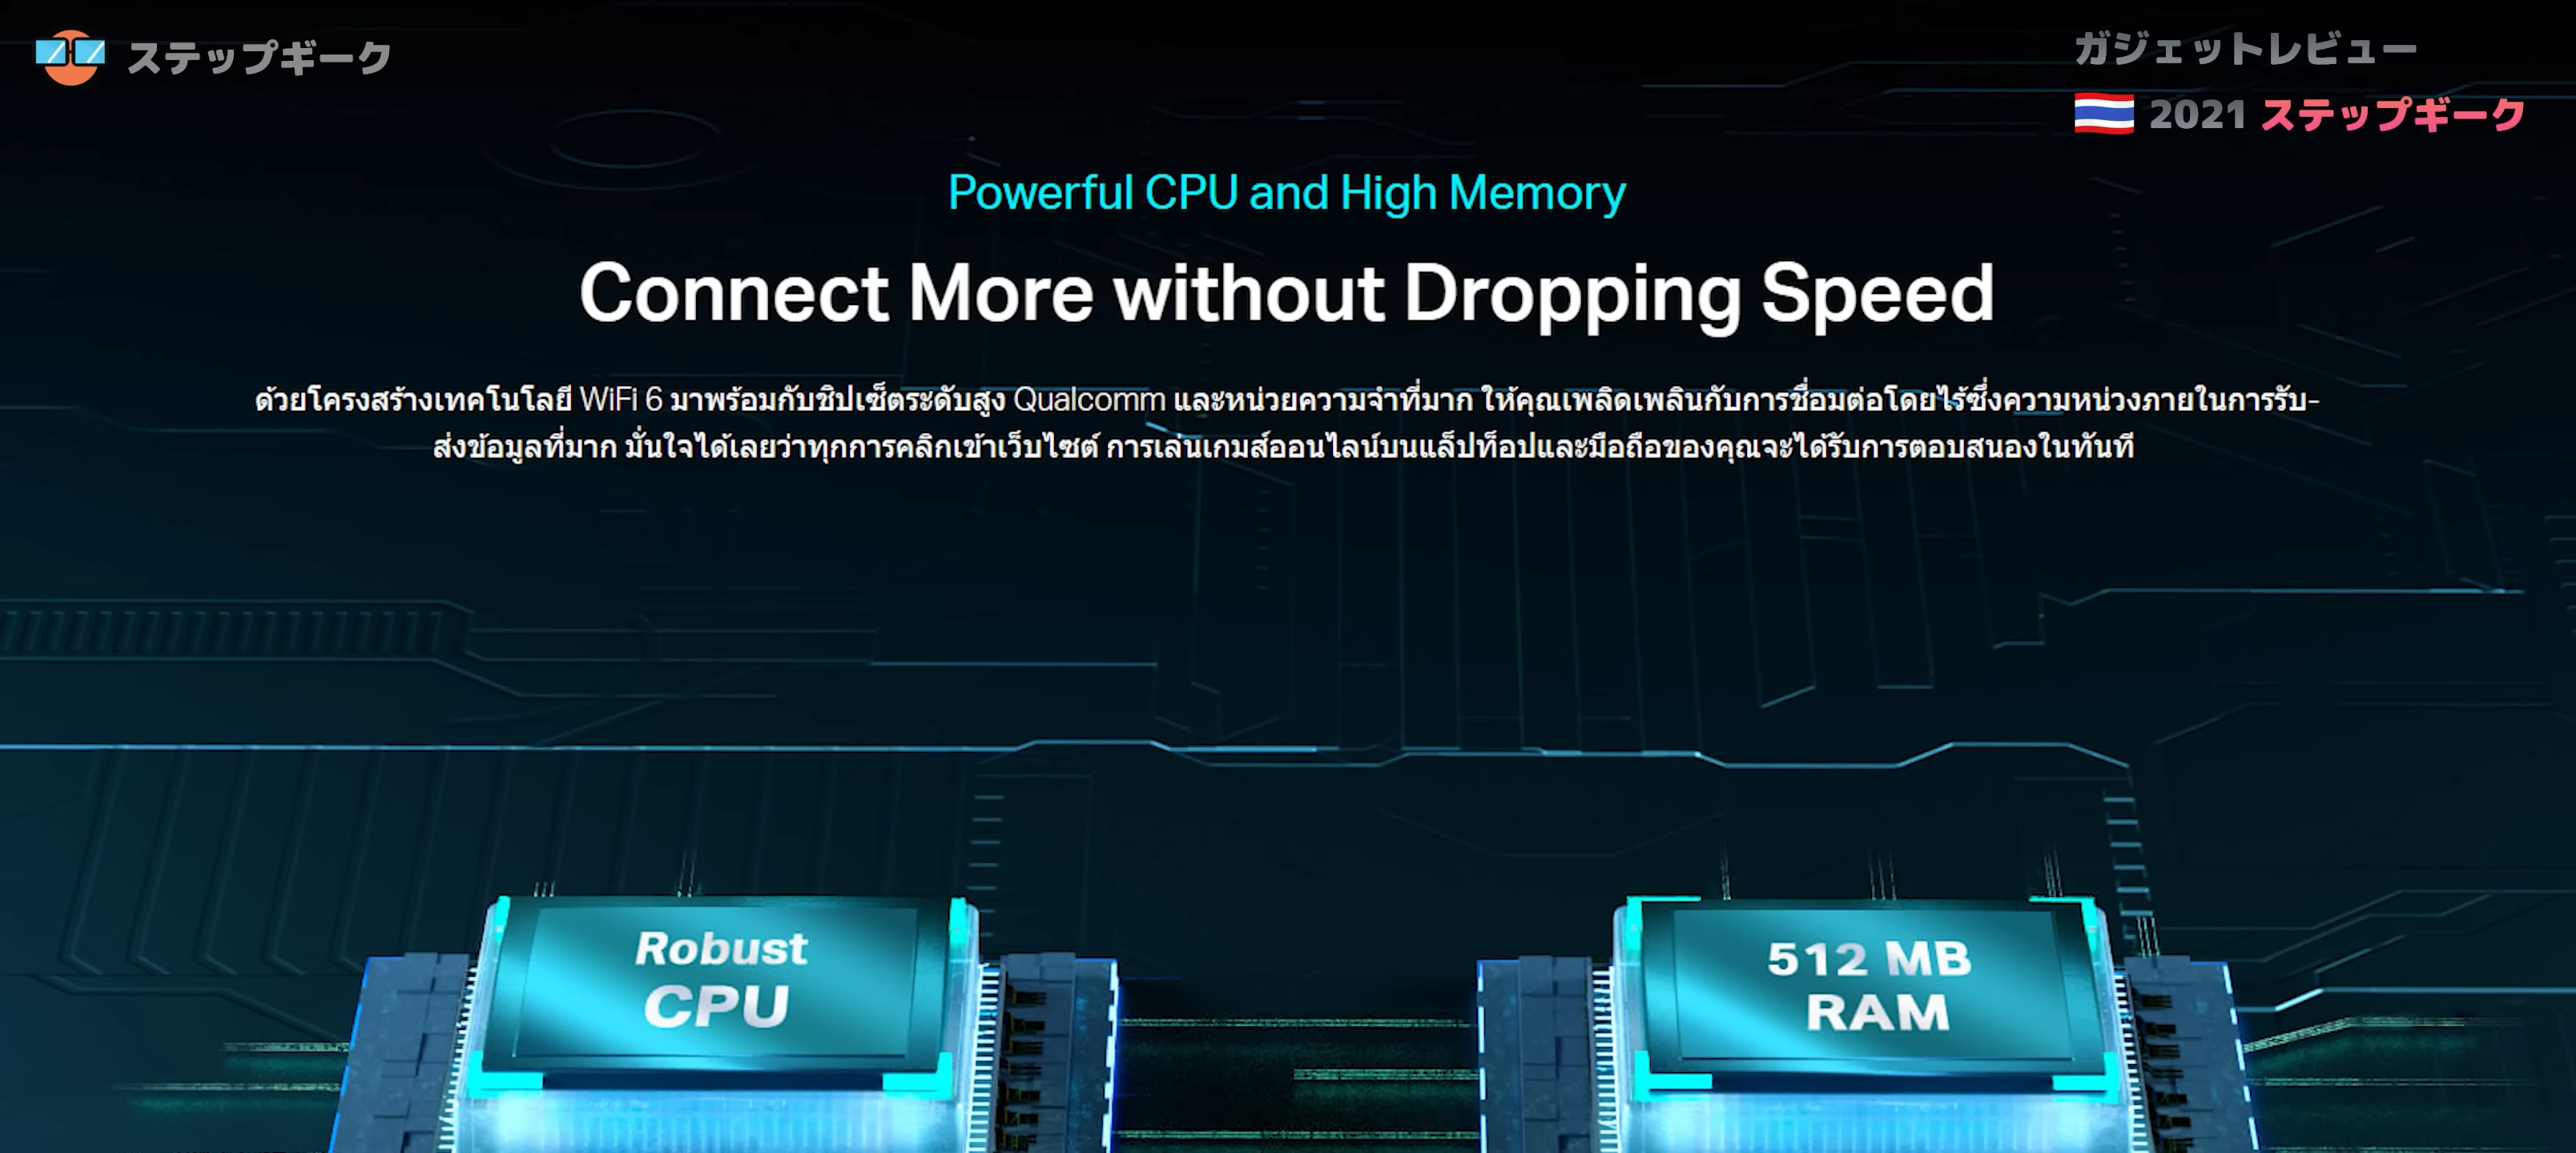 ステップギーク
ガジェットレビュー
2021 ステップギーク
Powerful CPU and High Memory
Connect More without Dropping Speed
ด้วยโครงสร้างเทคโนโลยี WiFi 6 มาพร้อมกับชิปเซ็ตระดับสูง Qualcomm และหน่วยความจำที่มาก ให้คุณเพลิดเพลินกับการชื่อมต่อโดยไร้ซึ่งความหน่วงภายในการรับ-
ส่งข้อมูลที่มาก มั่นใจได้เลยว่าทุกการคลิกเข้าเว็บไซต์ การเล่นเกมส์ออนไลน์บนแล็ปท็อปและมือถือของคุณจะได้รับการตอบสนองในทันที
Robust
CPU
512 MB
RAM